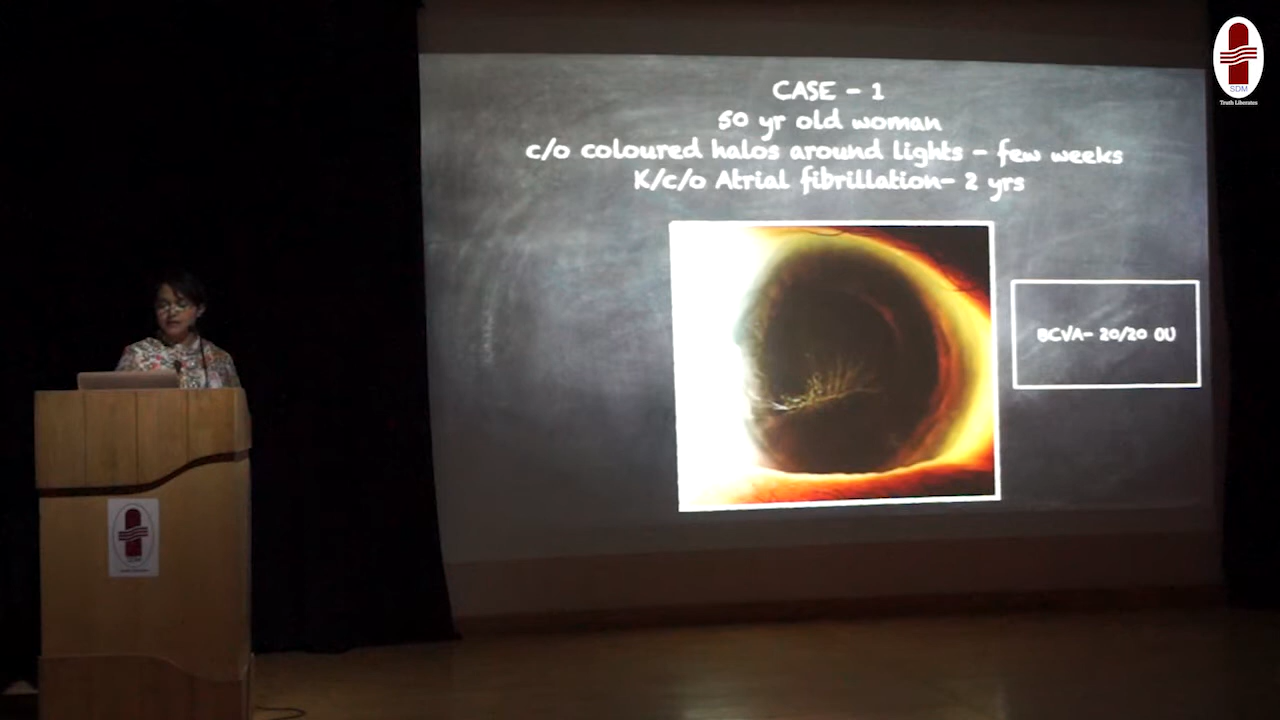 CASE - 1
50 yr old woman
c/o coloured halos around lights - few weeks
K/c/o Atrial fibrillation- 2 yrs
BCVA- 20/20 OU
SDM
Truth Liberates
SDM